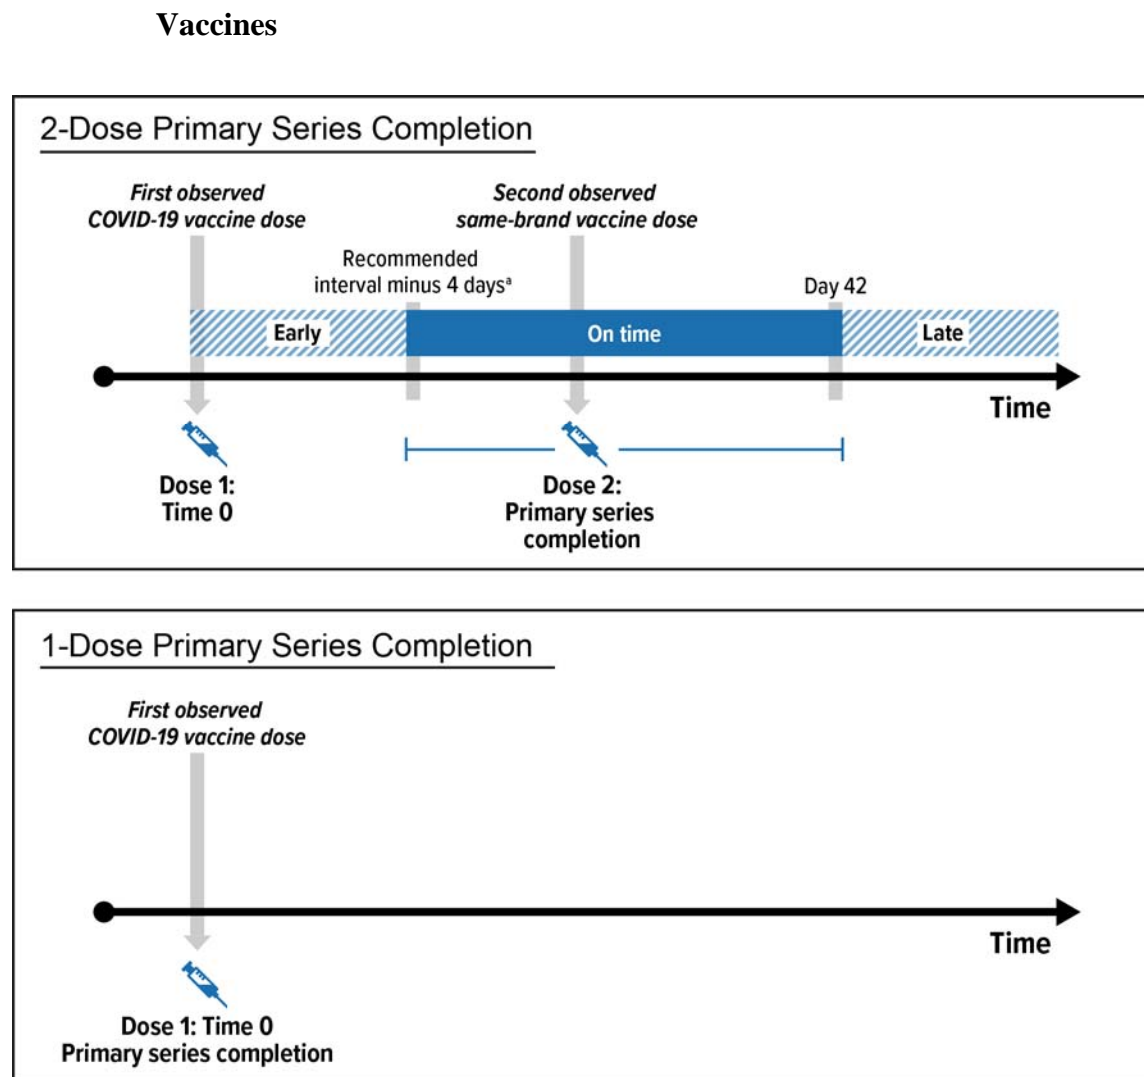 Vaccines
2-Dose Primary Series Completion
First observed
COVID-19 vaccine dose
Second observed
same-brand vaccine dose
Recommended
interval minus 4 daysᵃ
Day 42
Early
On time
Late
Time
Dose 1:
Time 0
Dose 2:
Primary series
completion
1-Dose Primary Series Completion
First observed
COVID-19 vaccine dose
Time
Dose 1: Time 0
Primary series completion